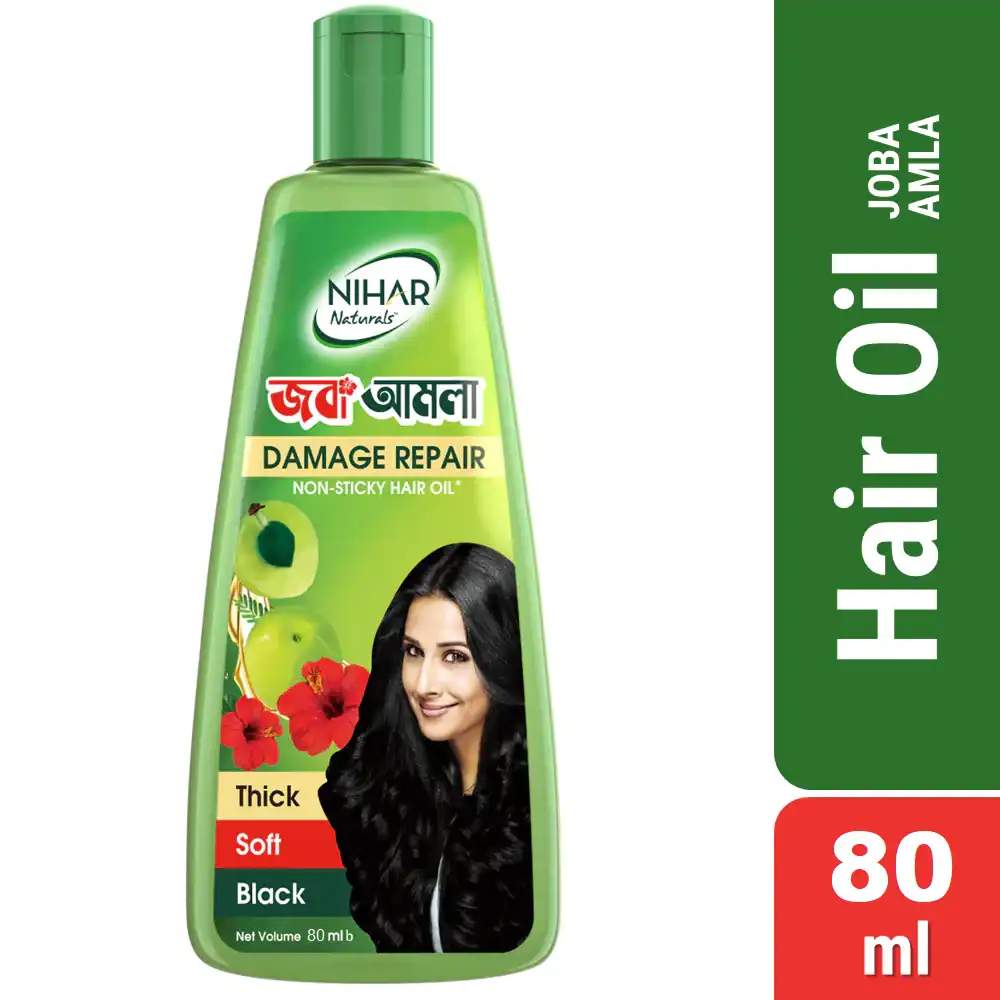 NIHAR
Naturals™
জবা আমলা
DAMAGE REPAIR
NON-STICKY HAIR OIL*
Thick
Soft
Black
Net Volume 80 ml b
Hair Oil
JOBA
AMLA
80
ml